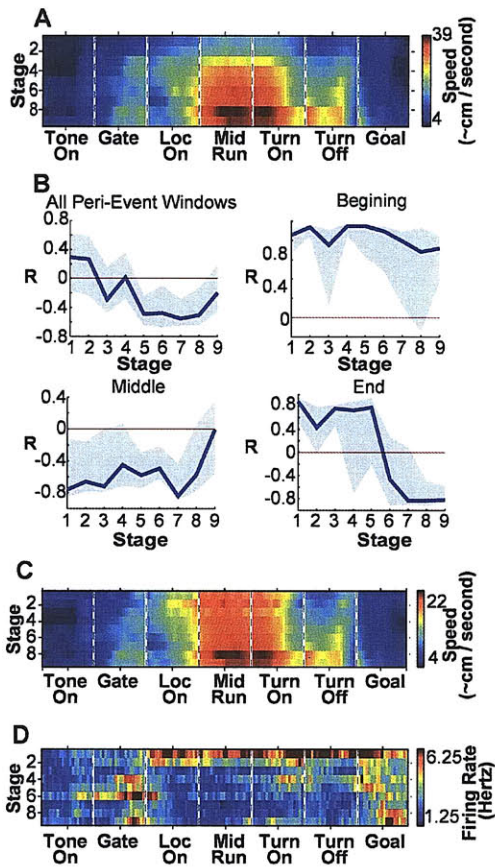 A
Stage
2
4
6
8
Tone On
Gate
Loc On
Mid Run
Turn On
Turn Off
Goal
39
4
Speed (~cm / second)
B
All Peri-Event Windows
0.8
0.4
0
-0.4
-0.8
R
1 2 3 4 5 6 7 8 9
Stage
Begining
0.8
0.4
0
R
1 2 3 4 5 6 7 8 9
Stage
Middle
0.4
0
-0.4
-0.8
R
1 2 3 4 5 6 7 8 9
Stage
End
0.8
0.4
0
-0.4
-0.8
R
1 2 3 4 5 6 7 8 9
Stage
C
Stage
2
4
6
8
Tone On
Gate
Loc On
Mid Run
Turn On
Turn Off
Goal
22
4
Speed (~cm / second)
D
Stage
2
4
6
8
Tone On
Gate
Loc On
Mid Run
Turn On
Turn Off
Goal
6.25
1.25
Firing Rate (Hertz)